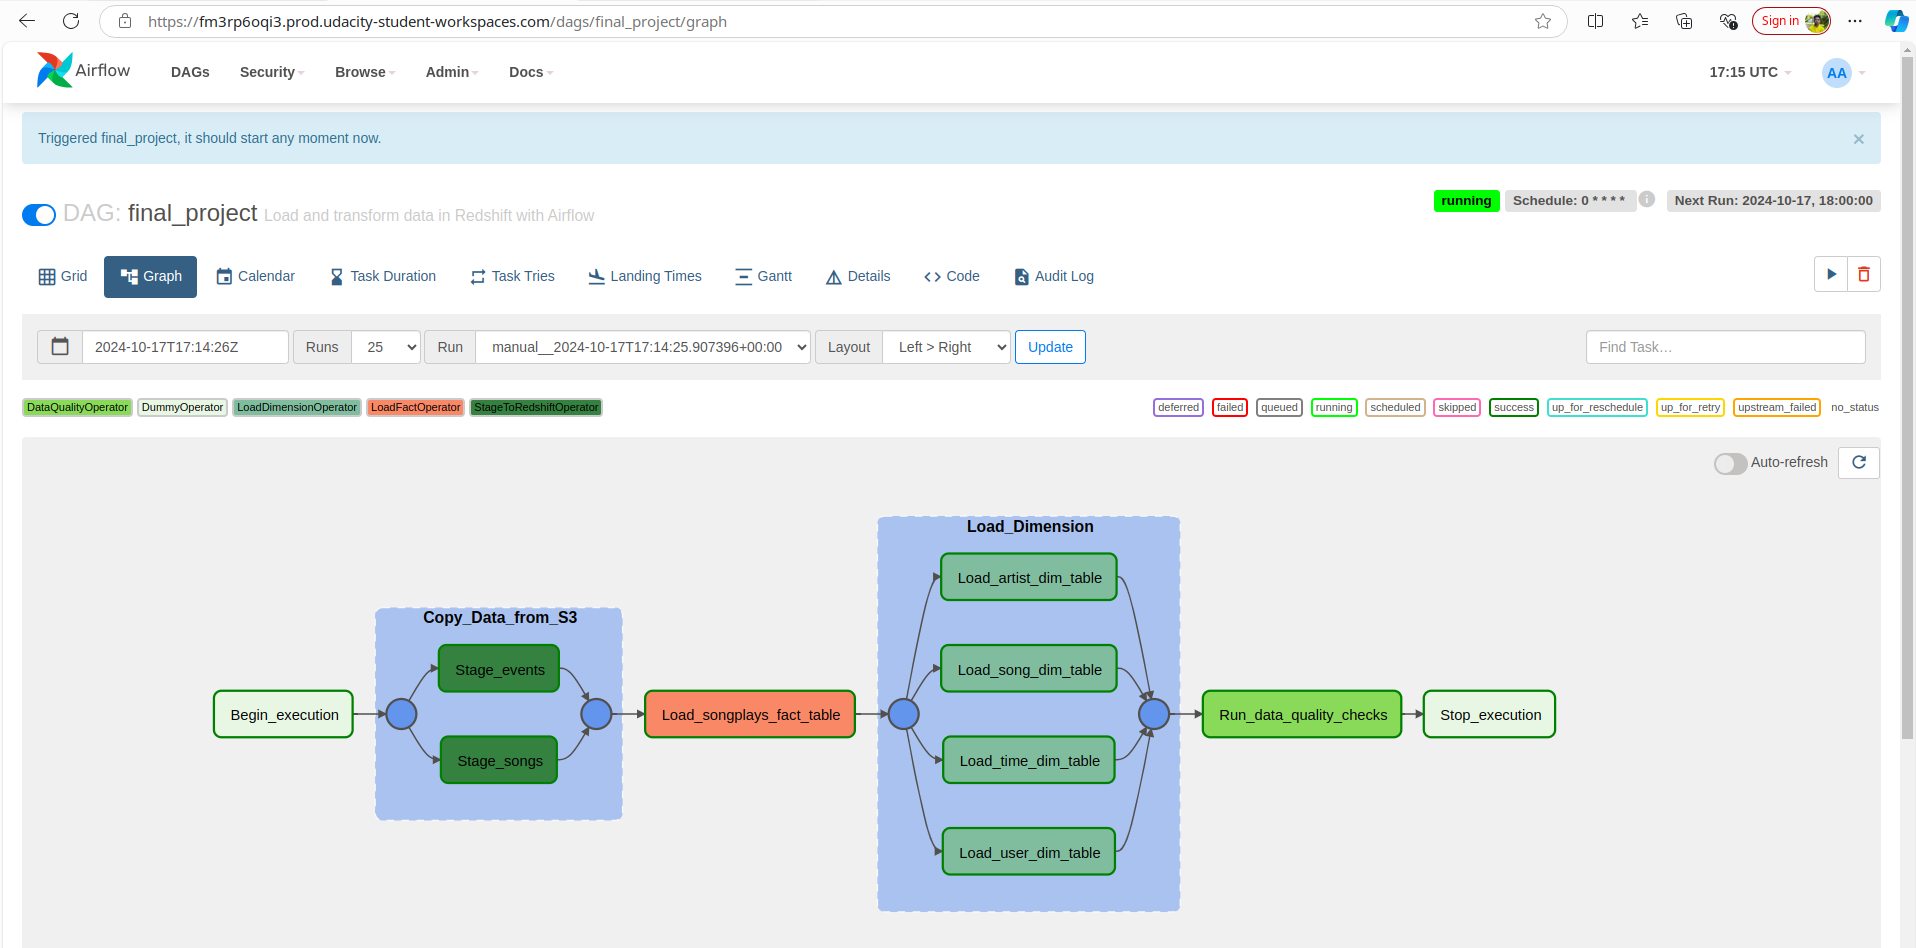 https://fm3rp6oqi3.prod.udacity-student-workspaces.com/dags/final_project/graph
Sign in
Airflow DAGs Security Browse Admin Docs 17:15 UTC AA
Triggered final_project, it should start any moment now. ×
DAG: final_project Load and transform data in Redshift with Airflow
running Schedule: 0 * * * * i Next Run: 2024-10-17, 18:00:00
Grid Graph Calendar Task Duration Task Tries Landing Times Gantt Details Code Audit Log
2024-10-17T17:14:26Z Runs 25 Run manual__2024-10-17T17:14:25.907396+00:00 Layout Left > Right Update Find Task…
DataQualityOperator DummyOperator LoadDimensionOperator LoadFactOperator StageToRedshiftOperator deferred failed queued running scheduled skipped success up_for_reschedule up_for_retry upstream_failed no_status
Auto-refresh
Begin_execution
Copy_Data_from_S3
Stage_events
Stage_songs
Load_songplays_fact_table
Load_Dimension
Load_artist_dim_table
Load_song_dim_table
Load_time_dim_table
Load_user_dim_table
Run_data_quality_checks
Stop_execution